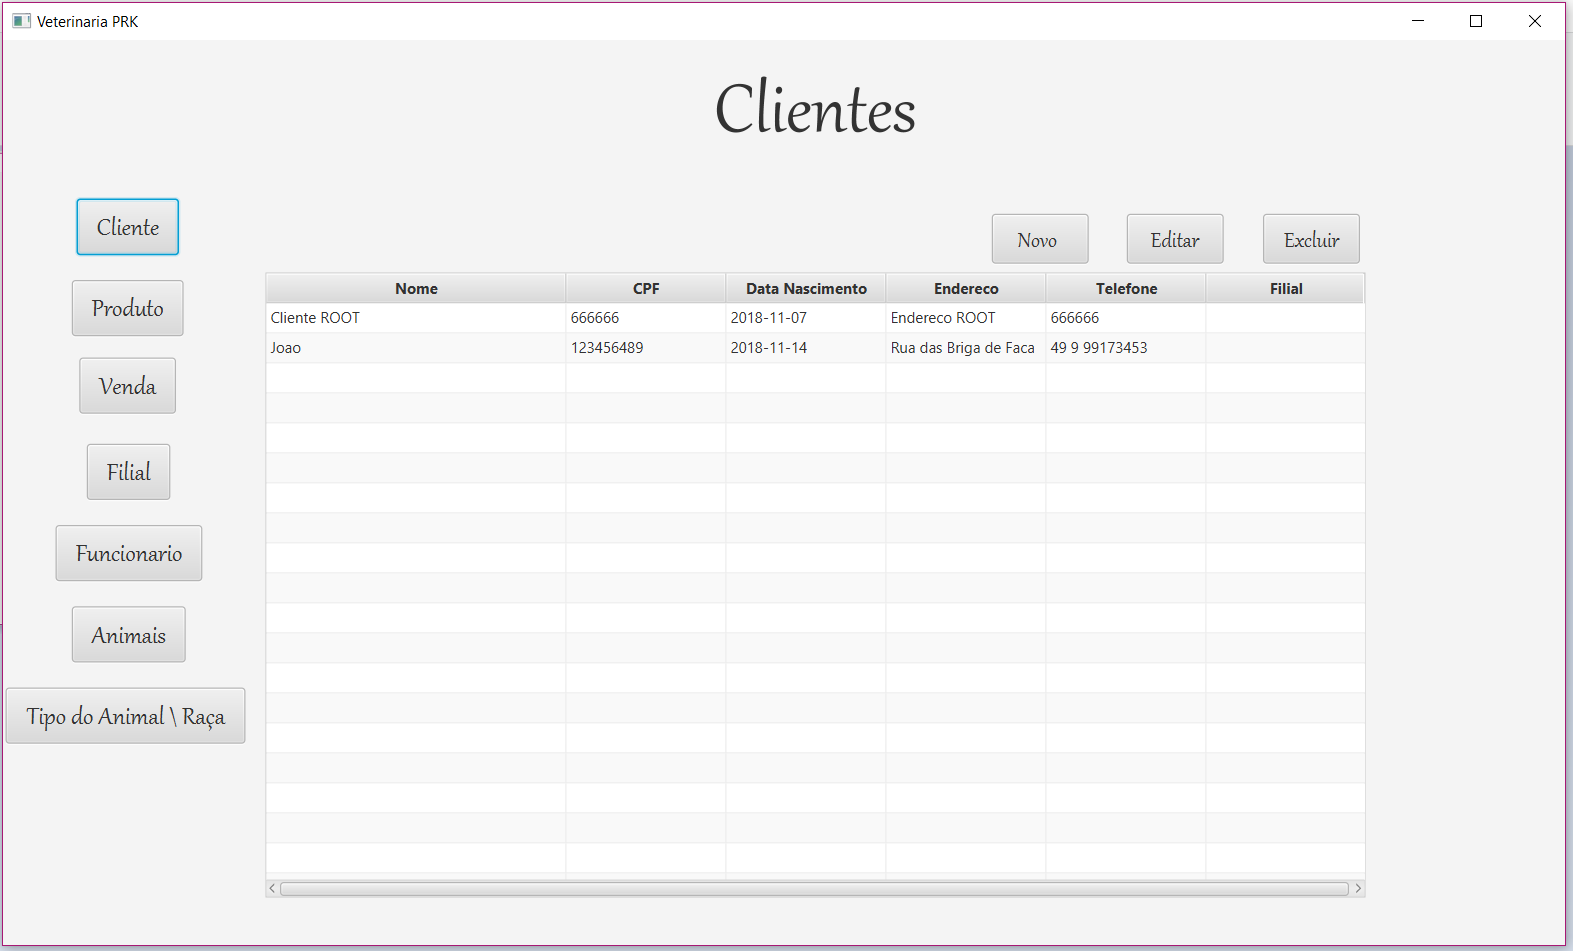 Veterinaria PRK
Clientes
Cliente
Produto
Venda
Filial
Funcionario
Animais
Tipo do Animal \ Raça
Novo Editar Excluir
Nome CPF Data Nascimento Endereco Telefone Filial
Cliente ROOT 666666 2018-11-07 Endereco ROOT 666666
Joao 123456489 2018-11-14 Rua das Briga de Faca 49 9 99173453